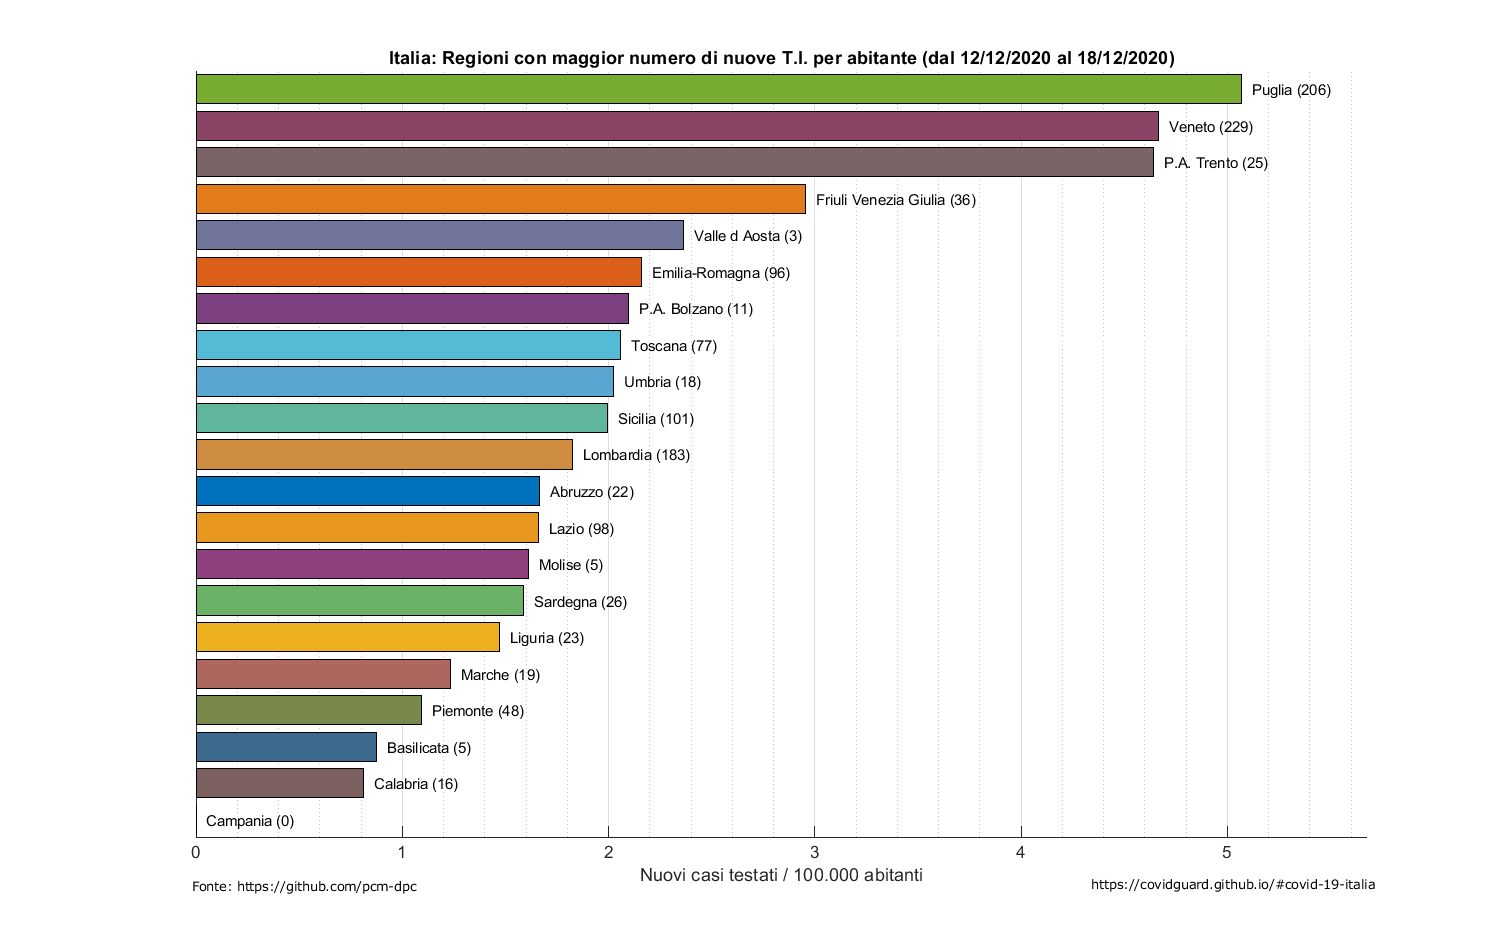 Italia: Regioni con maggior numero di nuove T.I. per abitante (dal 12/12/2020 al 18/12/2020)
Puglia (206)
Veneto (229)
P.A. Trento (25)
Friuli Venezia Giulia (36)
Valle d Aosta (3)
Emilia-Romagna (96)
P.A. Bolzano (11)
Toscana (77)
Umbria (18)
Sicilia (101)
Lombardia (183)
Abruzzo (22)
Lazio (98)
Molise (5)
Sardegna (26)
Liguria (23)
Marche (19)
Piemonte (48)
Basilicata (5)
Calabria (16)
Campania (0)
0 1 2 3 4 5
Nuovi casi testati / 100.000 abitanti
Fonte: https://github.com/pcm-dpc
https://covidguard.github.io/#covid-19-italia